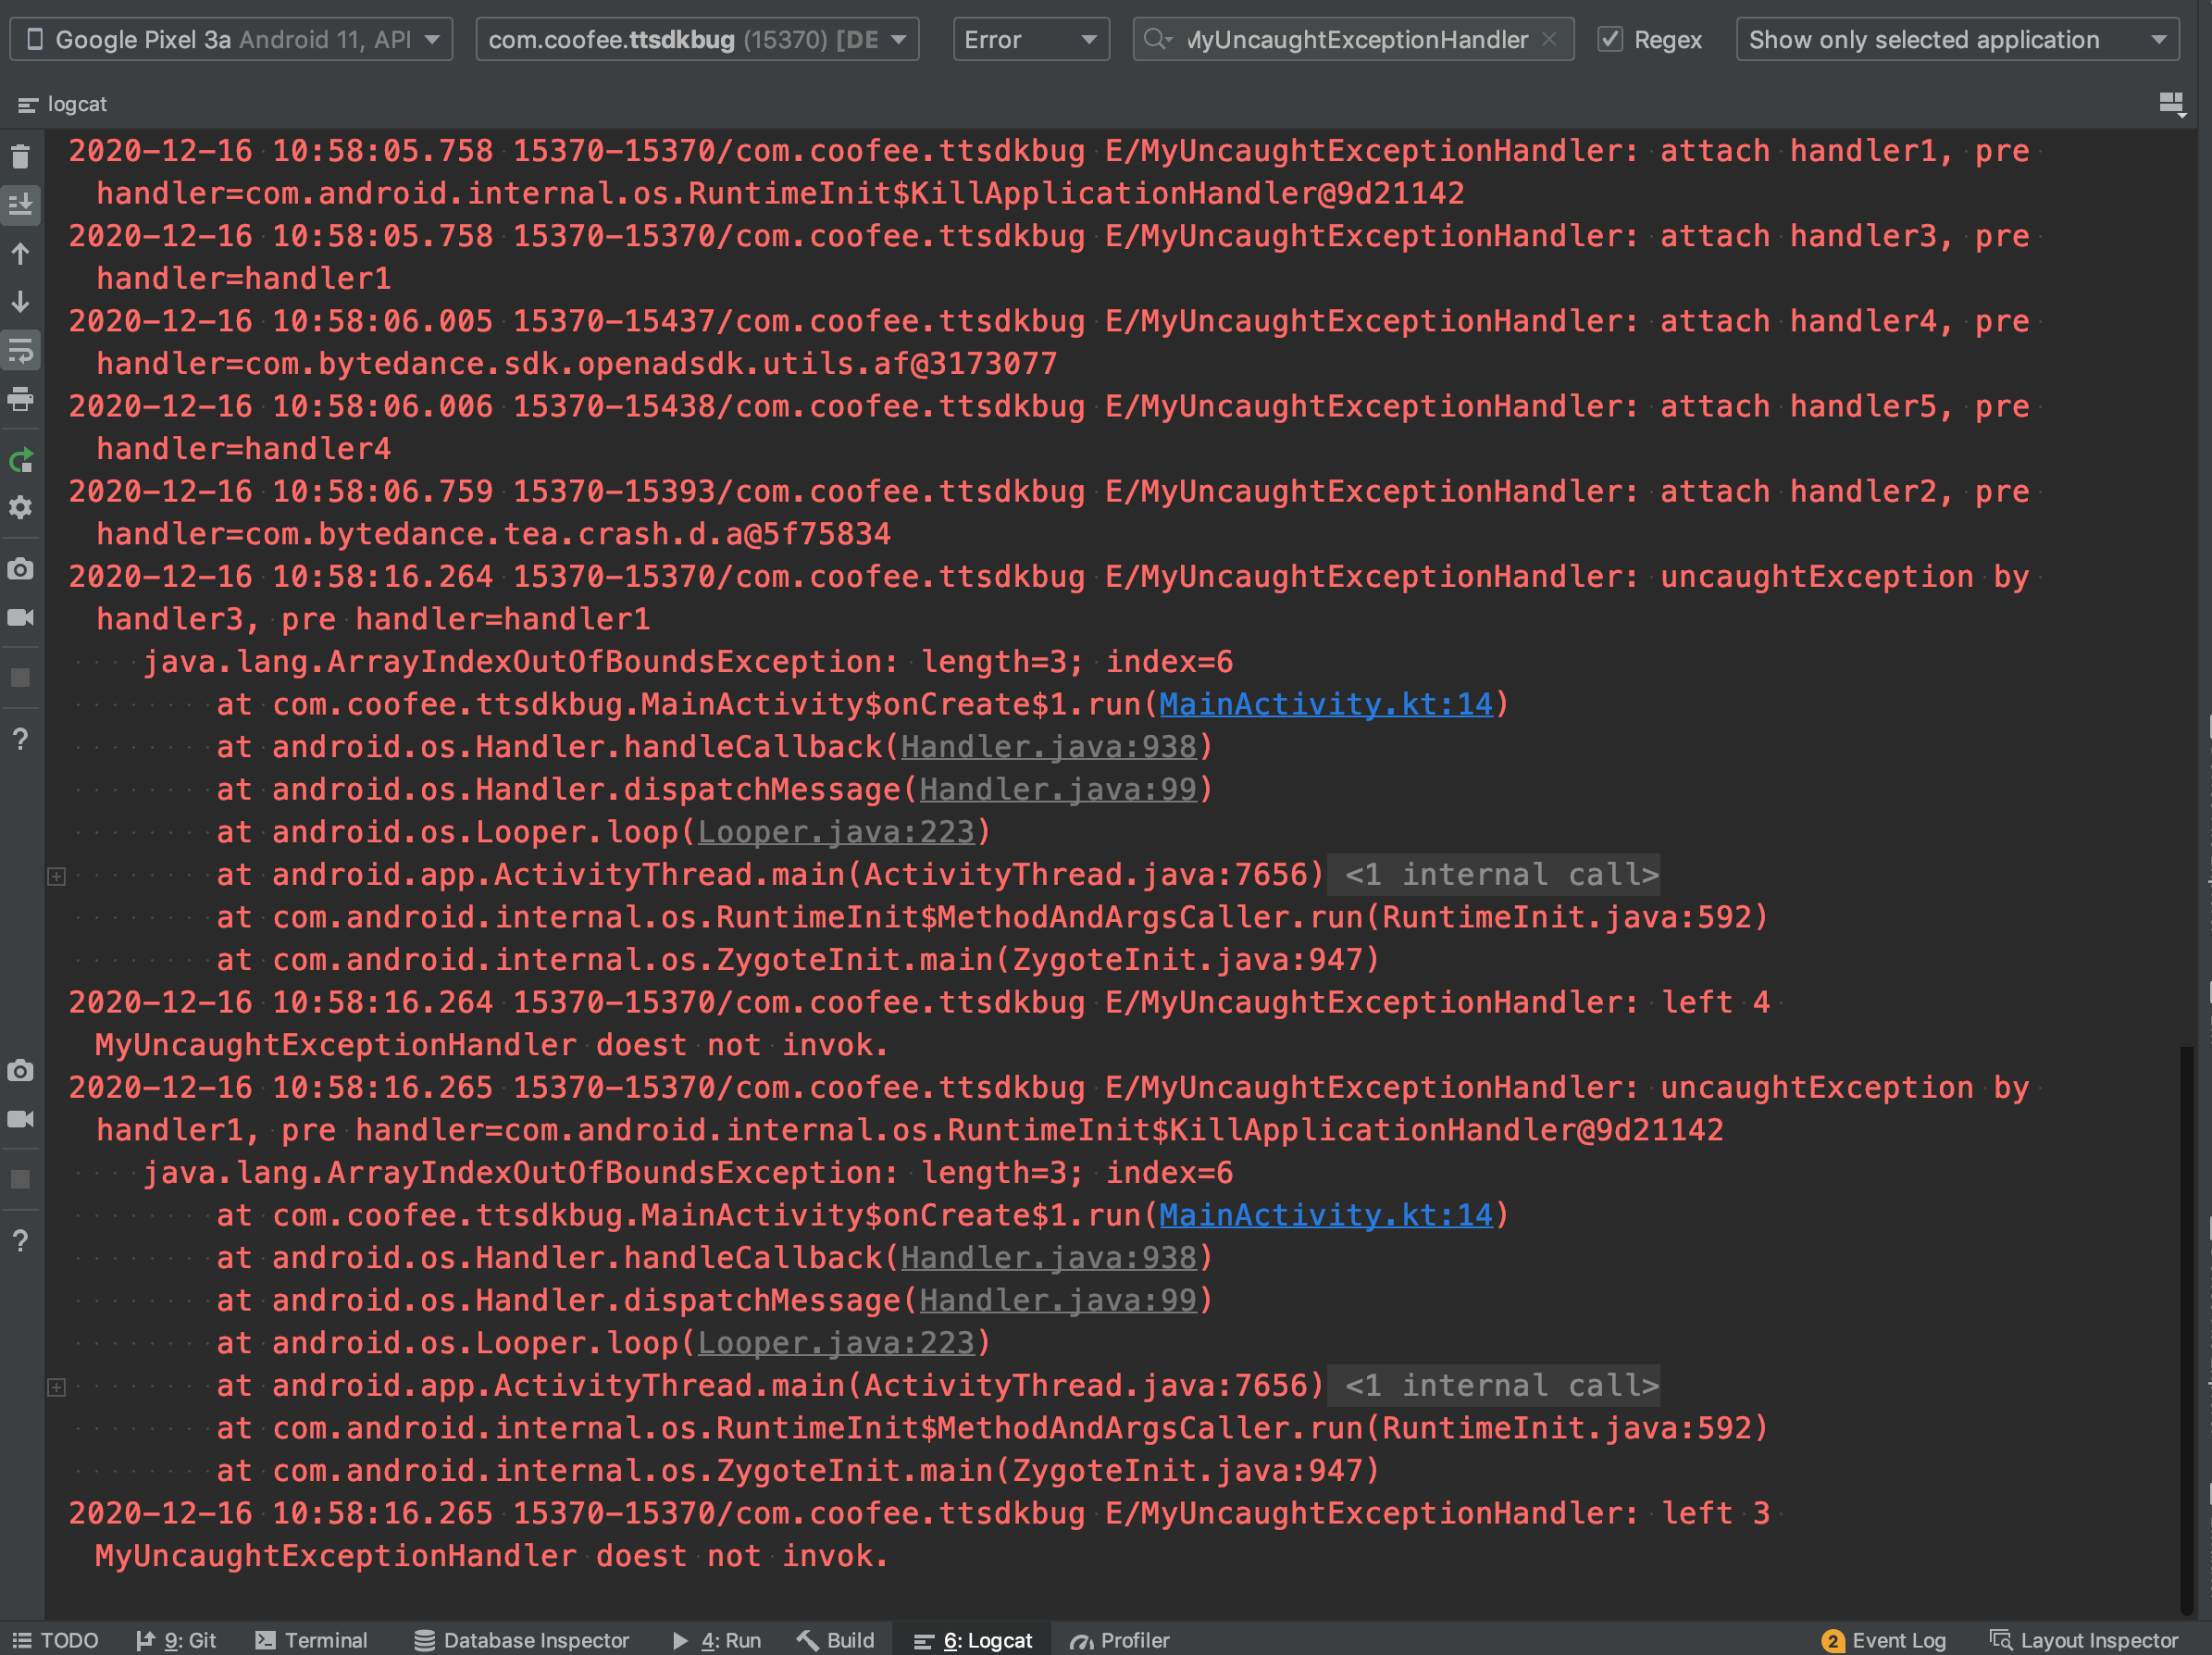 Google Pixel 3a Android 11, API
com.coofee.ttsdkbug (15370) [DE
Error
MyUncaughtExceptionHandler
Regex
Show only selected application
logcat
2020-12-16 10:58:05.758 15370-15370/com.coofee.ttsdkbug E/MyUncaughtExceptionHandler: attach handler1, pre
handler=com.android.internal.os.RuntimeInit$KillApplicationHandler@9d21142
2020-12-16 10:58:05.758 15370-15370/com.coofee.ttsdkbug E/MyUncaughtExceptionHandler: attach handler3, pre
handler=handler1
2020-12-16 10:58:06.005 15370-15437/com.coofee.ttsdkbug E/MyUncaughtExceptionHandler: attach handler4, pre
handler=com.bytedance.sdk.openadsdk.utils.af@3173077
2020-12-16 10:58:06.006 15370-15438/com.coofee.ttsdkbug E/MyUncaughtExceptionHandler: attach handler5, pre
handler=handler4
2020-12-16 10:58:06.759 15370-15393/com.coofee.ttsdkbug E/MyUncaughtExceptionHandler: attach handler2, pre
handler=com.bytedance.tea.crash.d.a@5f75834
2020-12-16 10:58:16.264 15370-15370/com.coofee.ttsdkbug E/MyUncaughtExceptionHandler: uncaughtException by
handler3, pre handler=handler1
java.lang.ArrayIndexOutOfBoundsException: length=3; index=6
at com.coofee.ttsdkbug.MainActivity$onCreate$1.run(MainActivity.kt:14)
at android.os.Handler.handleCallback(Handler.java:938)
at android.os.Handler.dispatchMessage(Handler.java:99)
at android.os.Looper.loop(Looper.java:223)
at android.app.ActivityThread.main(ActivityThread.java:7656) <1 internal call>
at com.android.internal.os.RuntimeInit$MethodAndArgsCaller.run(RuntimeInit.java:592)
at com.android.internal.os.ZygoteInit.main(ZygoteInit.java:947)
2020-12-16 10:58:16.264 15370-15370/com.coofee.ttsdkbug E/MyUncaughtExceptionHandler: left 4
MyUncaughtExceptionHandler doest not invok.
2020-12-16 10:58:16.265 15370-15370/com.coofee.ttsdkbug E/MyUncaughtExceptionHandler: uncaughtException by
handler1, pre handler=com.android.internal.os.RuntimeInit$KillApplicationHandler@9d21142
java.lang.ArrayIndexOutOfBoundsException: length=3; index=6
at com.coofee.ttsdkbug.MainActivity$onCreate$1.run(MainActivity.kt:14)
at android.os.Handler.handleCallback(Handler.java:938)
at android.os.Handler.dispatchMessage(Handler.java:99)
at android.os.Looper.loop(Looper.java:223)
at android.app.ActivityThread.main(ActivityThread.java:7656) <1 internal call>
at com.android.internal.os.RuntimeInit$MethodAndArgsCaller.run(RuntimeInit.java:592)
at com.android.internal.os.ZygoteInit.main(ZygoteInit.java:947)
2020-12-16 10:58:16.265 15370-15370/com.coofee.ttsdkbug E/MyUncaughtExceptionHandler: left 3
MyUncaughtExceptionHandler doest not invok.
TODO
9: Git
Terminal
Database Inspector
4: Run
Build
6: Logcat
Profiler
2 Event Log
Layout Inspector